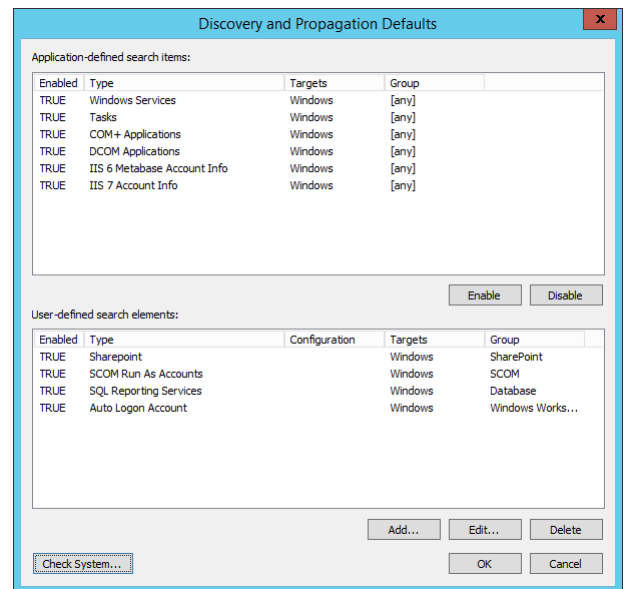 Discovery and Propagation Defaults
x
Application-defined search items:
Enabled Type Targets Group
TRUE Windows Services Windows [any]
TRUE Tasks Windows [any]
TRUE COM+ Applications Windows [any]
TRUE DCOM Applications Windows [any]
TRUE IIS 6 Metabase Account Info Windows [any]
TRUE IIS 7 Account Info Windows [any]
Enable Disable
User-defined search elements:
Enabled Type Configuration Targets Group
TRUE Sharepoint Windows SharePoint
TRUE SCOM Run As Accounts Windows SCOM
TRUE SQL Reporting Services Windows Database
TRUE Auto Logon Account Windows Windows Works...
Add... Edit... Delete
Check System... OK Cancel